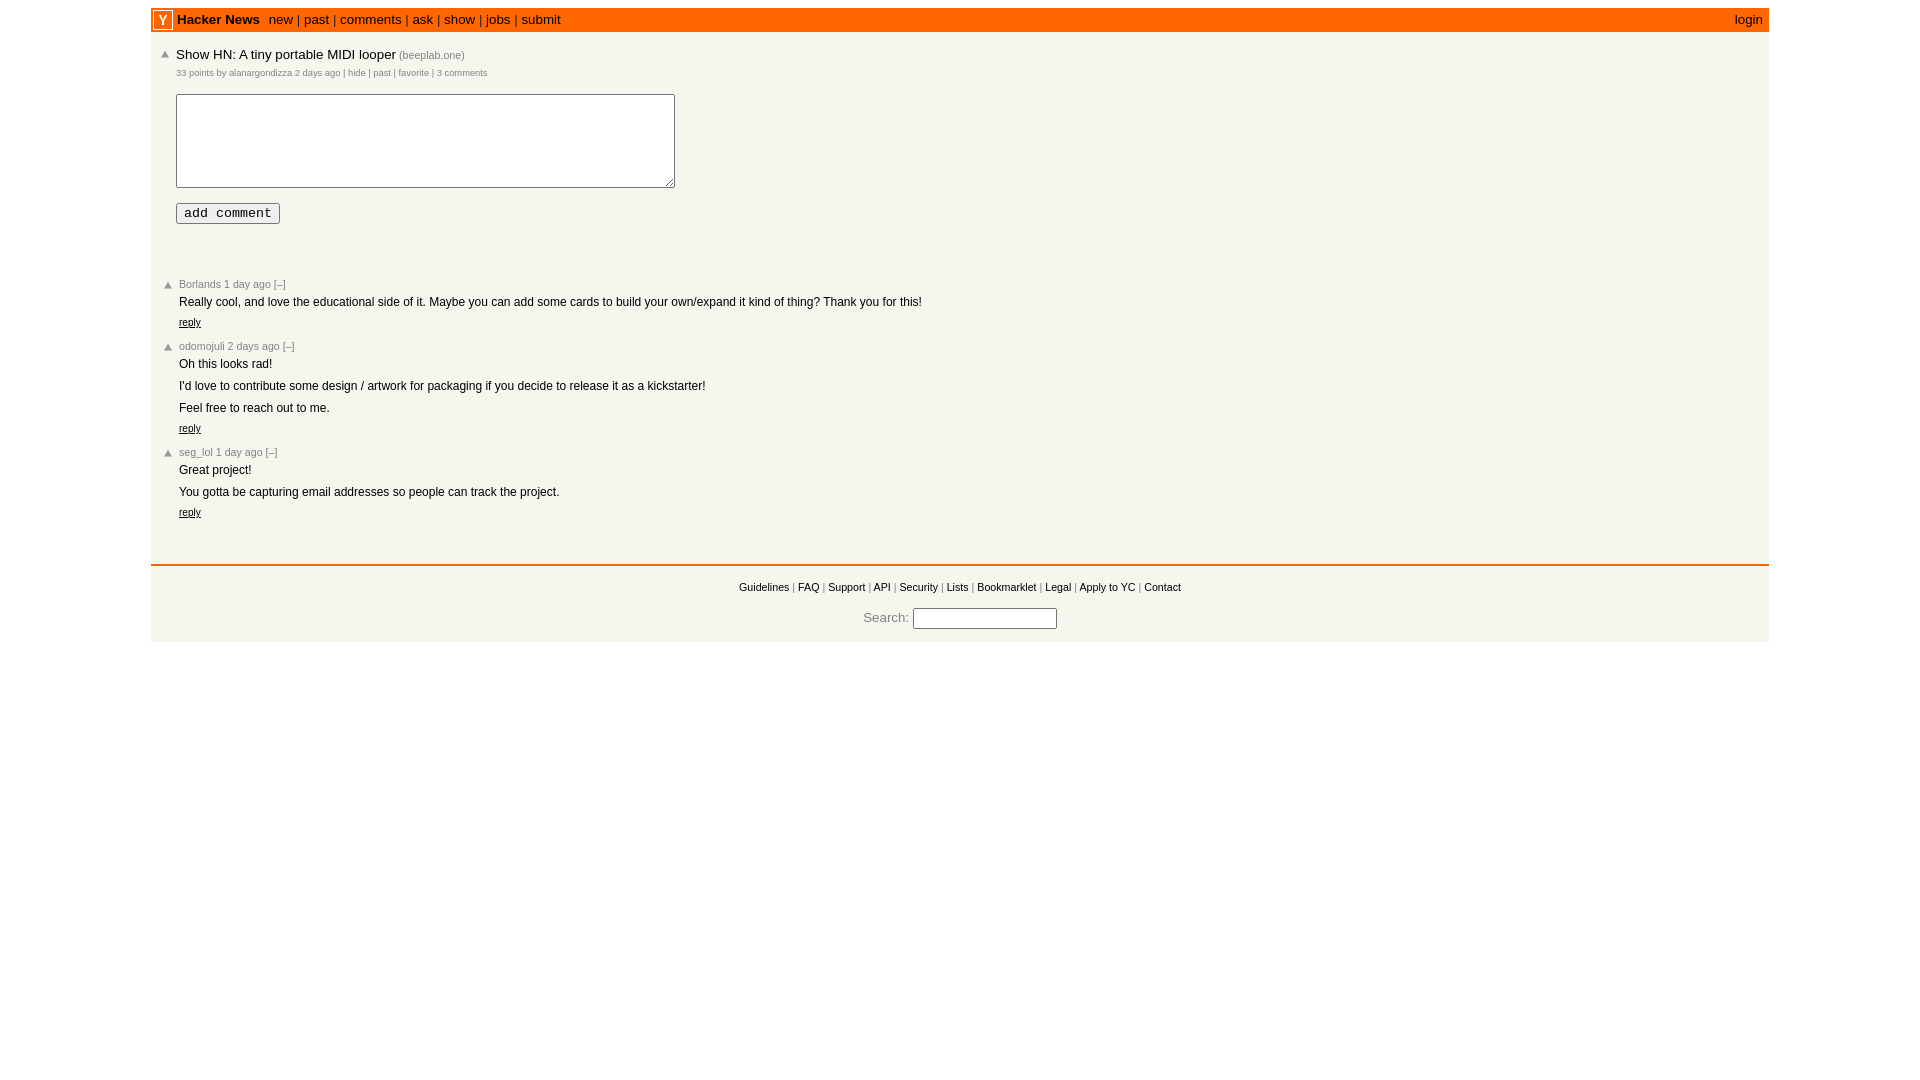 Y Hacker News new | past | comments | ask | show | jobs | submit login
Show HN: A tiny portable MIDI looper (beeplab.one)
33 points by alanargondizza 2 days ago | hide | past | favorite | 3 comments
add comment
Borlands 1 day ago [–]
Really cool, and love the educational side of it. Maybe you can add some cards to build your own/expand it kind of thing? Thank you for this!
reply
odomojuli 2 days ago [–]
Oh this looks rad!
I'd love to contribute some design / artwork for packaging if you decide to release it as a kickstarter!
Feel free to reach out to me.
reply
seg_lol 1 day ago [–]
Great project!
You gotta be capturing email addresses so people can track the project.
reply
Guidelines | FAQ | Support | API | Security | Lists | Bookmarklet | Legal | Apply to YC | Contact
Search: